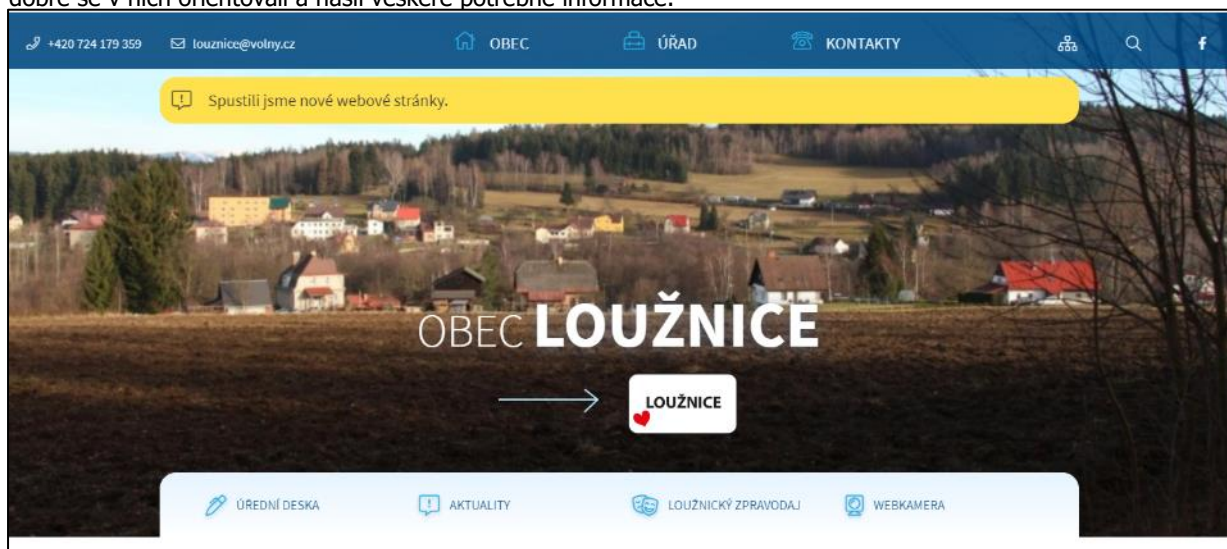 dobře se v nich orientovali a našli veškeré potřebné informace.
+420 724 179 359 louznice@volny.cz OBEC ÚŘAD KONTAKTY f
Spustili jsme nové webové stránky.
OBEC LOUŽNICE
LOUŽNICE
ÚŘEDNÍ DESKA AKTUALITY LOUŽNICKÝ ZPRAVODAJ WEBKAMERA